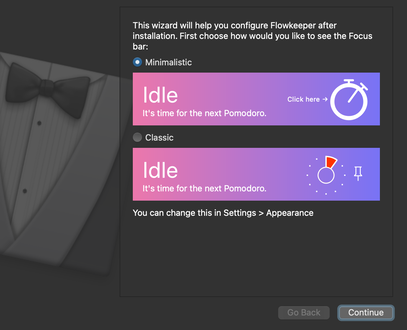 This wizard will help you configure Flowkeeper after
installation. First choose how would you like to see the Focus
bar:
Minimalistic
Idle
It's time for the next Pomodoro.
Click here →
Classic
Idle
It's time for the next Pomodoro.
You can change this in Settings > Appearance
Go Back
Continue